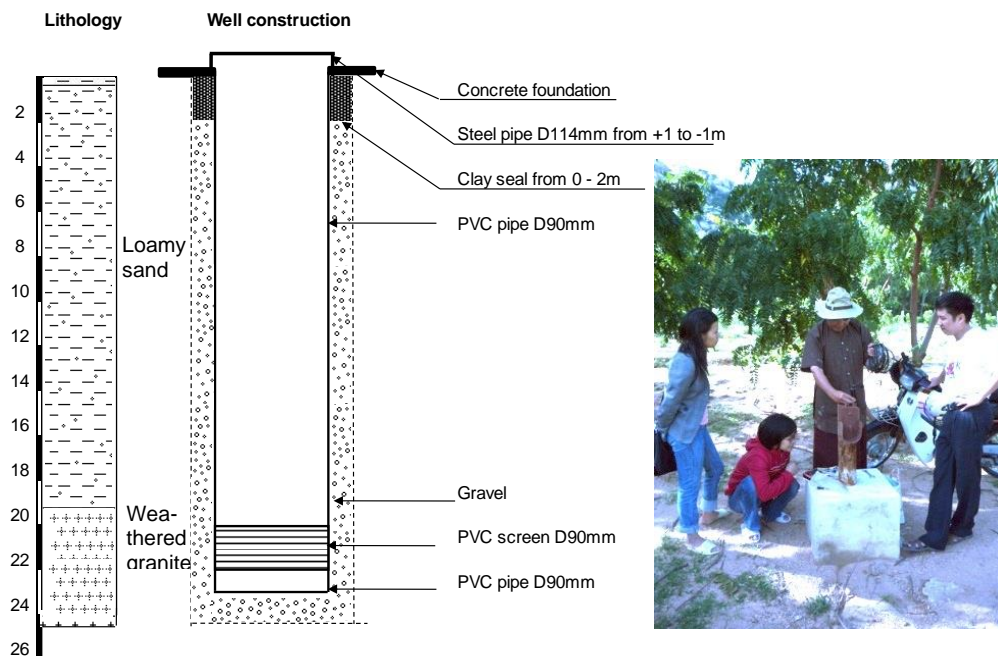 Lithology
Well construction
2
4
6
8
10
12
14
16
18
20
22
24
26
Loamy
sand
Wea-
thered
granite
Concrete foundation
Steel pipe D114mm from +1 to -1m
Clay seal from 0 - 2m
PVC pipe D90mm
Gravel
PVC screen D90mm
PVC pipe D90mm